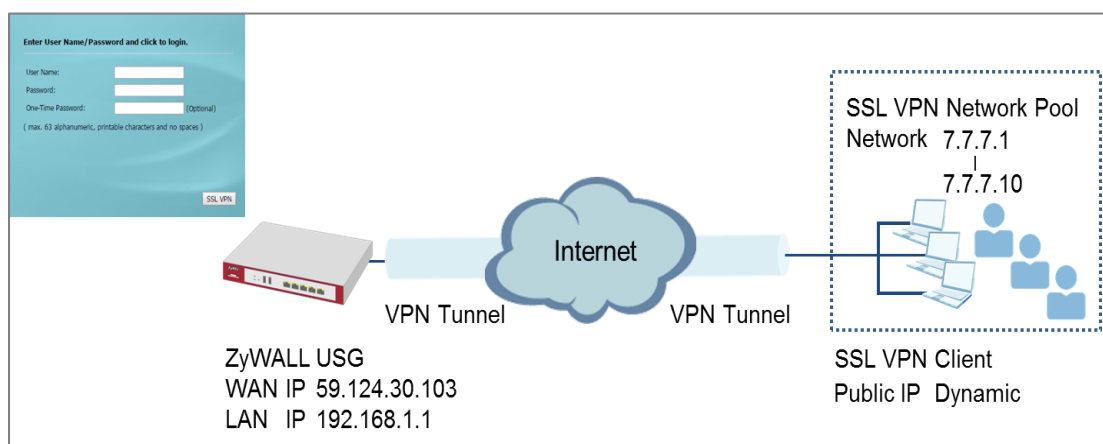 Enter User Name/Password and click to login.
User Name:
Password:
One-Time Password: (Optional)
( max. 63 alphanumeric, printable characters and no spaces )
SSL VPN
SSL VPN Network Pool
Network 7.7.7.1
7.7.7.10
Internet
VPN Tunnel
VPN Tunnel
ZyWALL USG
WAN IP 59.124.30.103
LAN IP 192.168.1.1
SSL VPN Client
Public IP Dynamic